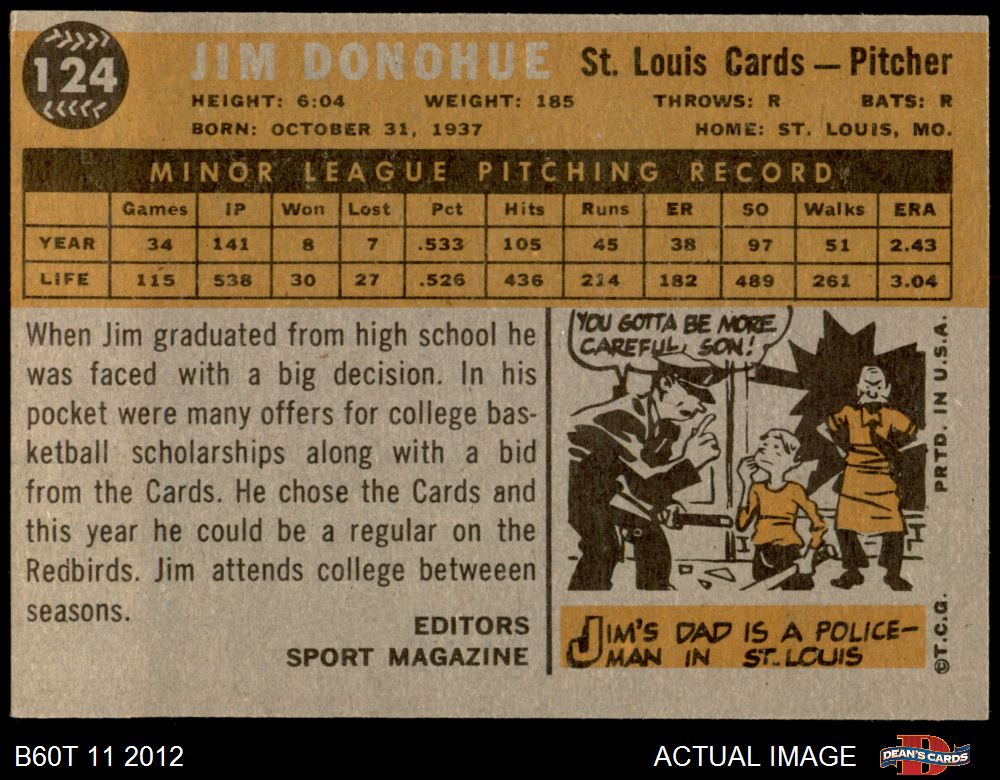 124
JIM DONOHUE St. Louis Cards — Pitcher
HEIGHT: 6:04 WEIGHT: 185 THROWS: R BATS: R
BORN: OCTOBER 31, 1937 HOME: ST. LOUIS, MO.
MINOR LEAGUE PITCHING RECORD
Games IP Won Lost Pct Hits Runs ER SO Walks ERA
YEAR 34 141 8 7 .533 105 45 38 97 51 2.43
LIFE 115 538 30 27 .526 436 214 182 489 261 3.04
When Jim graduated from high school he
was faced with a big decision. In his
pocket were many offers for college bas-
ketball scholarships along with a bid
from the Cards. He chose the Cards and
this year he could be a regular on the
Redbirds. Jim attends college betweeen
seasons.
EDITORS
SPORT MAGAZINE
YOU GOTTA BE MORE
CAREFUL, SON!
JIM'S DAD IS A POLICE-
MAN IN ST. LOUIS
PRTD. IN U.S.A.
©T.C.G.
B60T 11 2012
ACTUAL IMAGE
DEAN'S CARDS